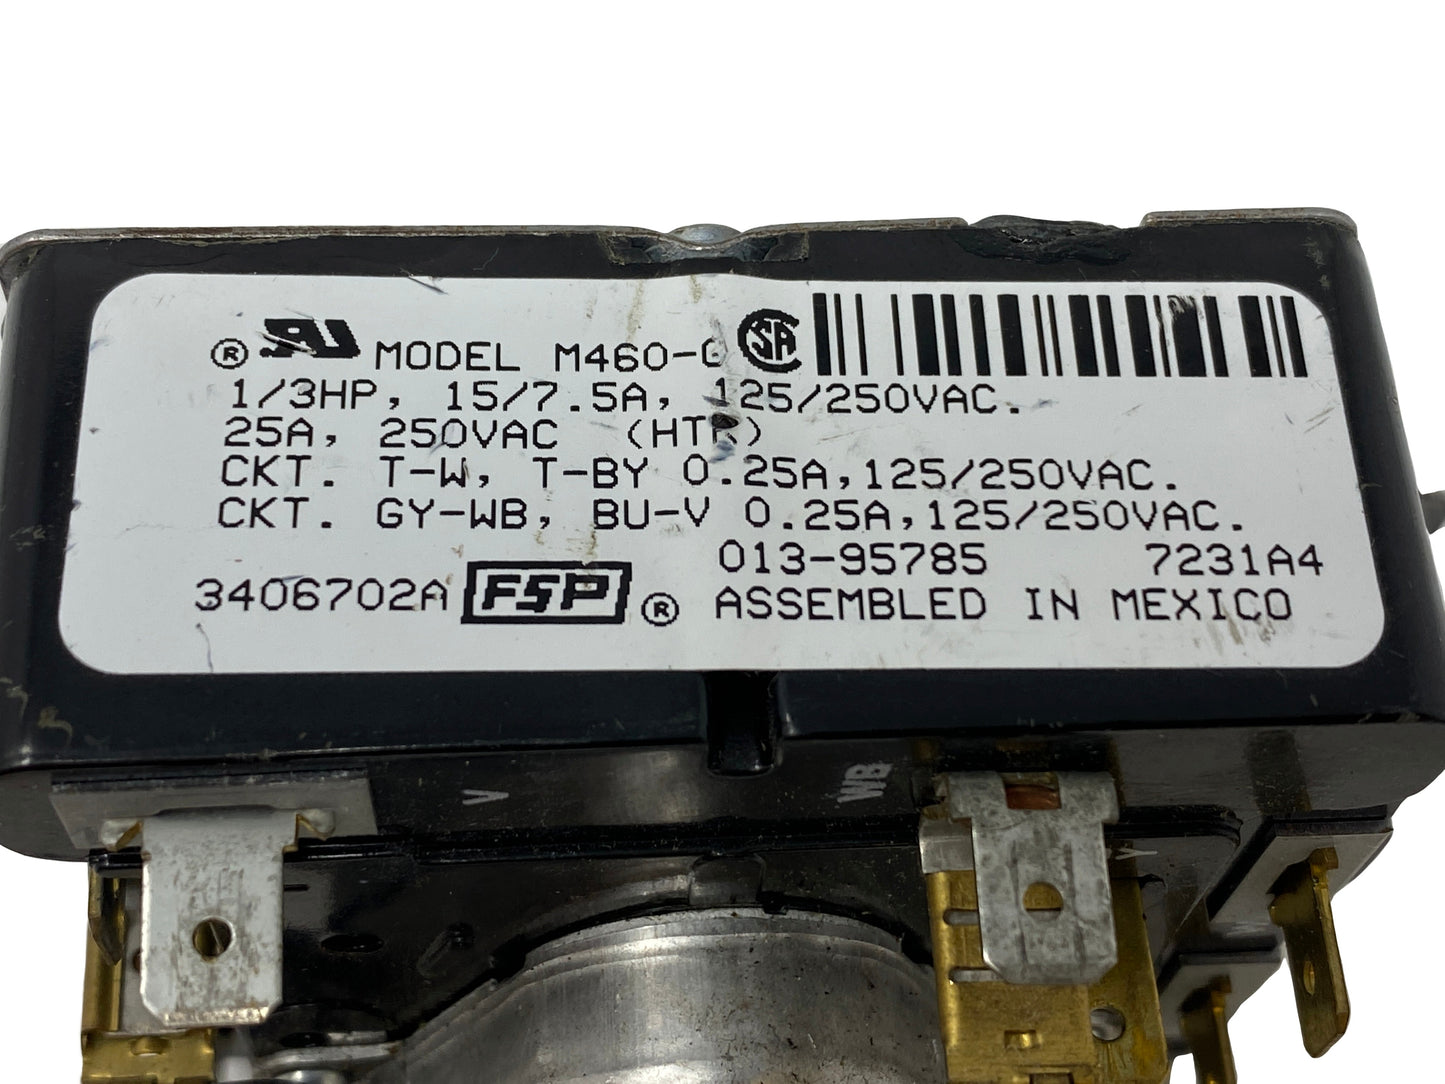 ® MODEL M460-G
1/3HP, 15/7.5A, 125/250VAC.
25A, 250VAC (HTR)
CKT. T-W, T-BY 0.25A,125/250VAC.
CKT. GY-WB, BU-V 0.25A,125/250VAC.
013-95785 7231A4
3406702A FSP ® ASSEMBLED IN MEXICO
V
WB
Y